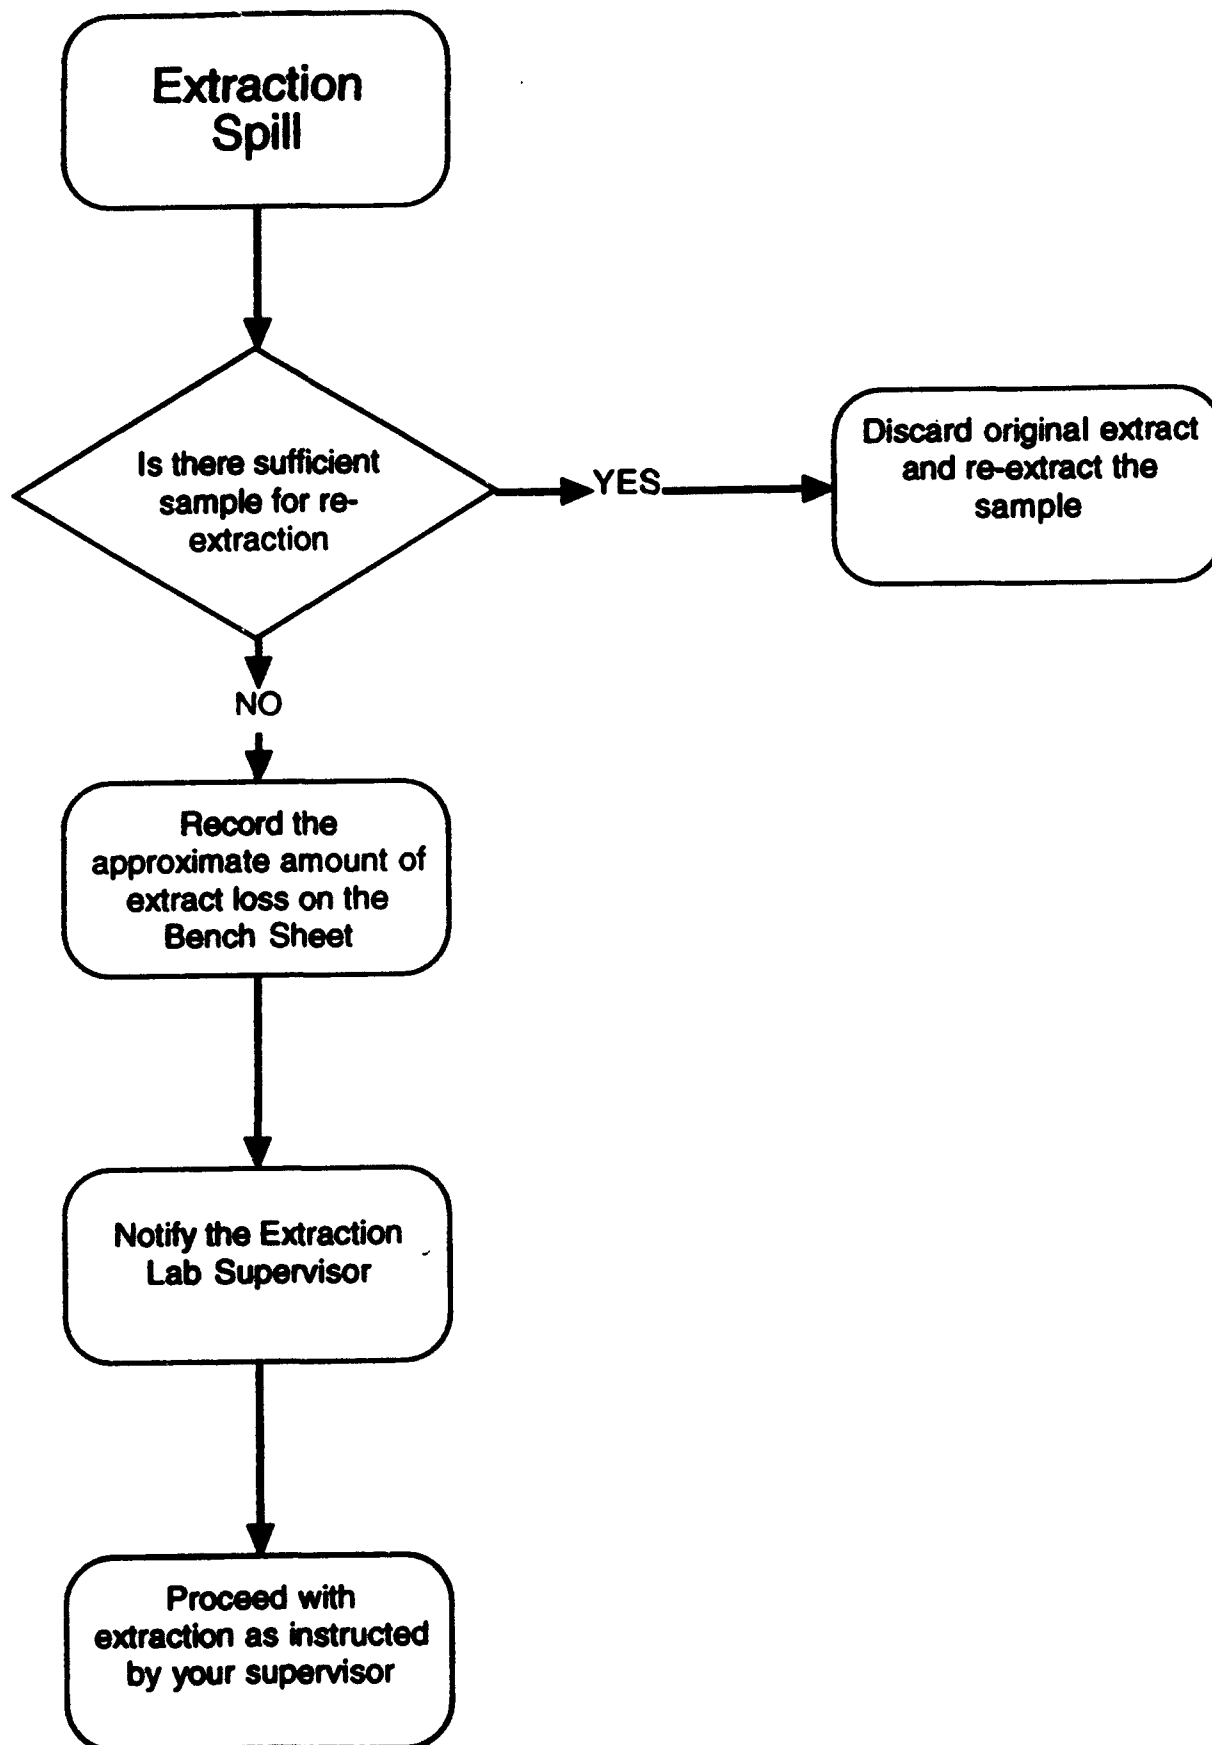 Extraction
Spill
Is there sufficient
sample for re-
extraction
YES
Discard original extract
and re-extract the
sample
NO
Record the
approximate amount of
extract loss on the
Bench Sheet
Notify the Extraction
Lab Supervisor
Proceed with
extraction as instructed
by your supervisor